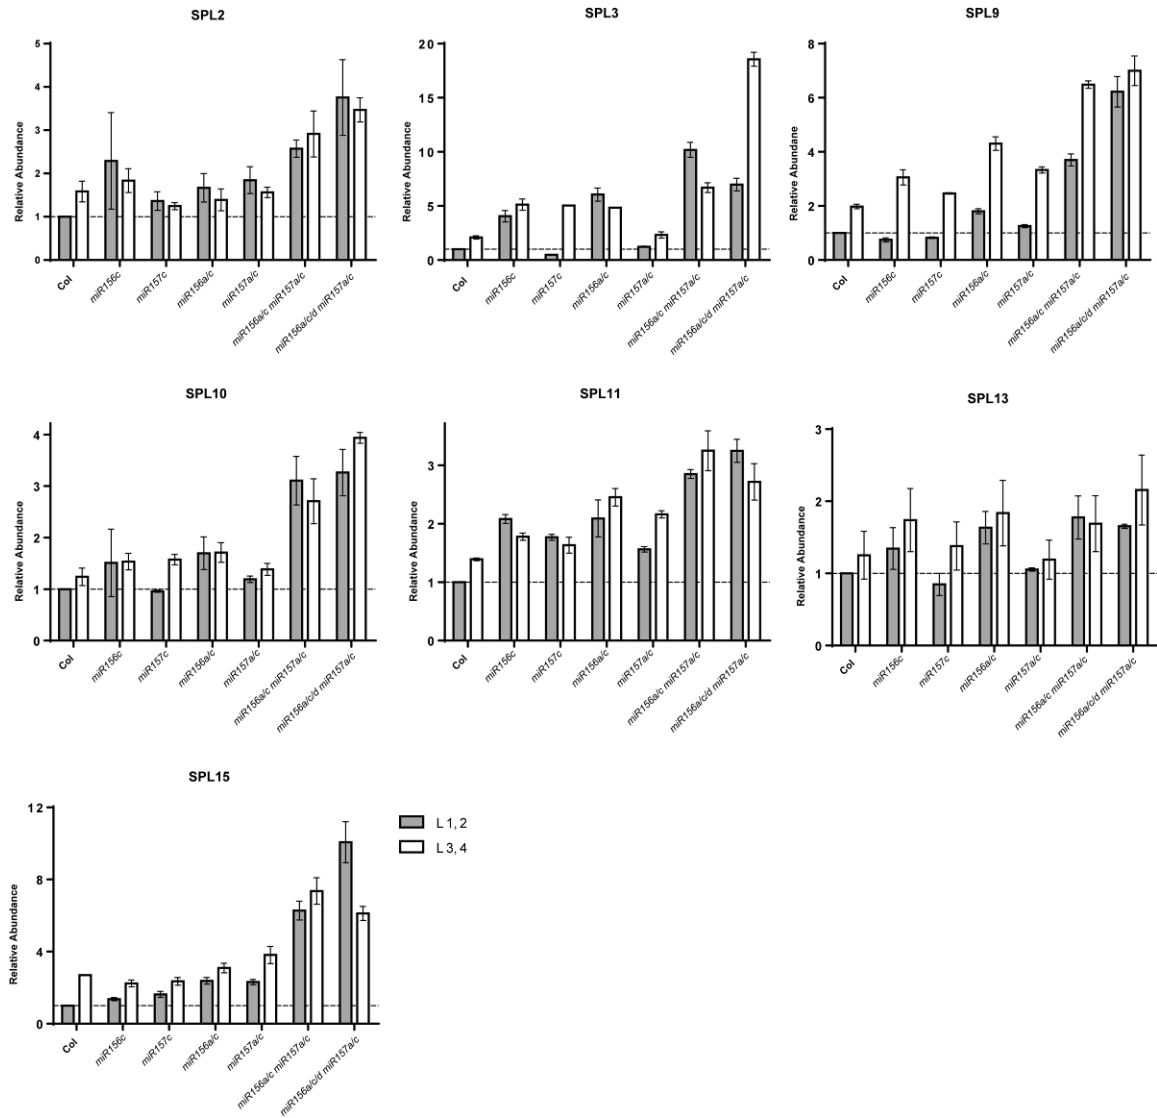 SPL2
Relative Abundance
5
4
3
2
1
0
Col
miR156c
miR157c
miR156a/c
miR157a/c
miR156a/c miR157a/c
miR156a/c/d miR157a/c
SPL3
Relative Abundance
20
15
10
5
0
Col
miR156c
miR157c
miR156a/c
miR157a/c
miR156a/c miR157a/c
miR156a/c/d miR157a/c
SPL9
Relative Abundane
8
6
4
2
0
Col
miR156c
miR157c
miR156a/c
miR157a/c
miR156a/c miR157a/c
miR156a/c/d miR157a/c
SPL10
Relative Abundance
4
3
2
1
0
Col
miR156c
miR157c
miR156a/c
miR157a/c
miR156a/c miR157a/c
miR156a/c/d miR157a/c
SPL11
Relative Abundance
3
2
1
0
Col
miR156c
miR157c
miR156a/c
miR157a/c
miR156a/c miR157a/c
miR156a/c/d miR157a/c
SPL13
Relative Abundance
3
2
1
0
Col
miR156c
miR157c
miR156a/c
miR157a/c
miR156a/c miR157a/c
miR156a/c/d miR157a/c
SPL15
Relative Abundance
12
8
4
0
Col
miR156c
miR157c
miR156a/c
miR157a/c
miR156a/c miR157a/c
miR156a/c/d miR157a/c
L 1, 2
L 3, 4